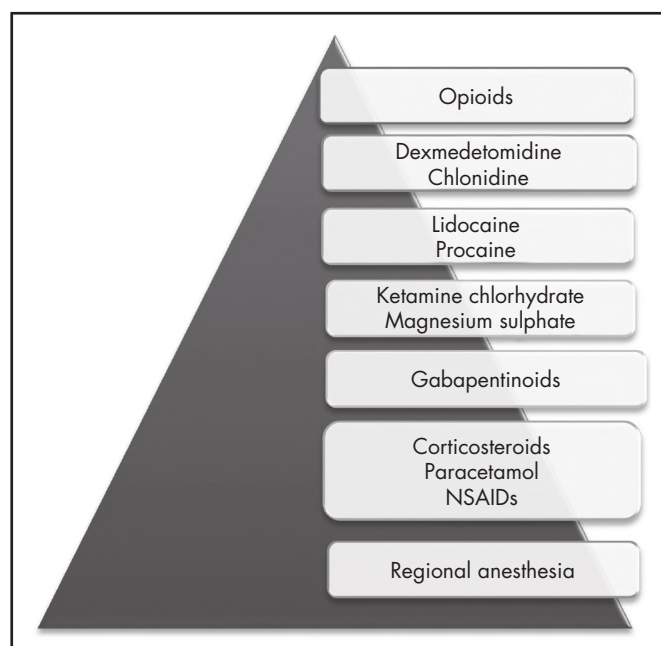 Opioids
Dexmedetomidine
Chlonidine
Lidocaine
Procaine
Ketamine chlorhydrate
Magnesium sulphate
Gabapentinoids
Corticosteroids
Paracetamol
NSAIDs
Regional anesthesia